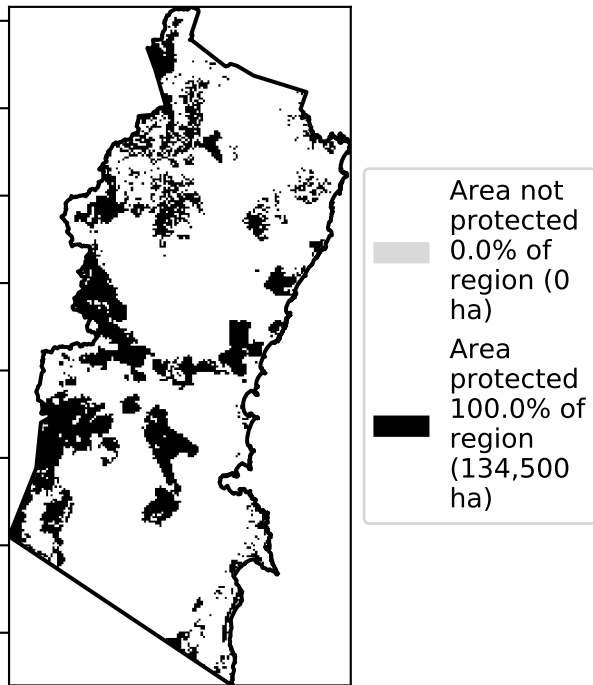 Area not
protected
0.0% of
region (0
ha)
Area
protected
100.0% of
region
(134,500
ha)